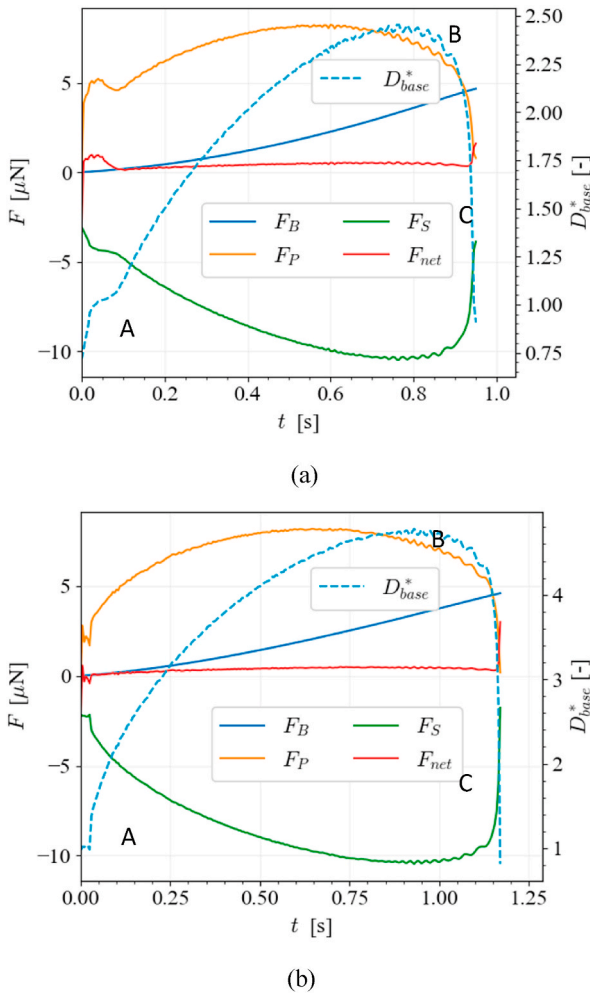 2.50
B
5
2.25
D*base
2.00
F [μN]
0
1.75
D*base [-]
FB
FS
C
1.50
FP
Fnet
−5
1.25
A
1.00
−10
0.75
0.0
0.2
0.4
0.6
0.8
1.0
t [s]
(a)
B
5
D*base
4
F [μN]
0
3
D*base [-]
FB
FS
−5
FP
Fnet
C
2
A
−10
1
0.00
0.25
0.50
0.75
1.00
1.25
t [s]
(b)